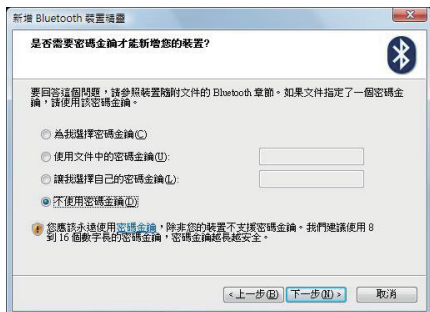 新增 Bluetooth 裝置精靈
是否需要密碼金鑰才能新增您的裝置?
要回答這個問題，請參照裝置隨附文件的 Bluetooth 章節。如果文件指定了一個密碼金
鑰，請使用該密碼金鑰。
為我選擇密碼金鑰(C)
使用文件中的密碼金鑰(U):
讓我選擇自己的密碼金鑰(L):
不使用密碼金鑰(D)
您應該永遠使用密碼金鑰，除非您的裝置不支援密碼金鑰。我們建議使用 8
到 16 個數字長的密碼金鑰，密碼金鑰越長越安全。
<上一步(B) 下一步(N)> 取消